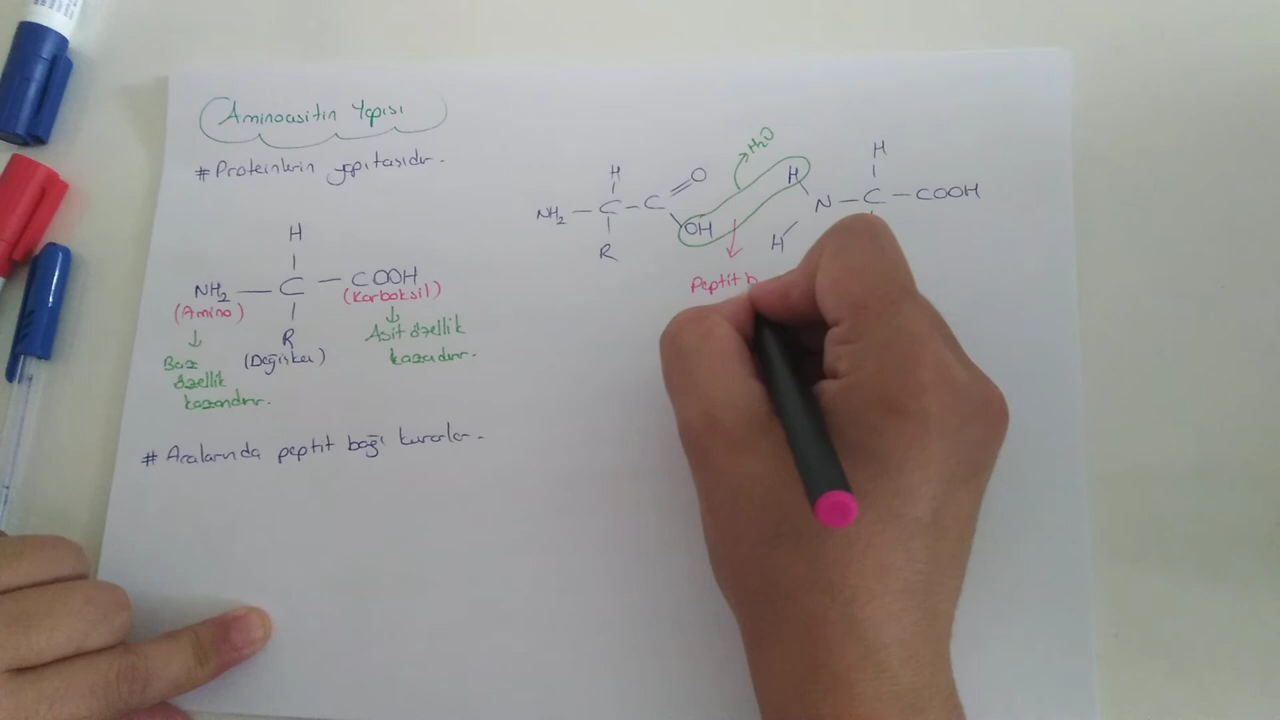 Aminoasitin Yapısı
# Proteinlerin yapıtaşıdır.
H
NH₂ — C — COOH
(Amino) (Karboksil)
R
(Değişken)
↓
Baz
özellik
kazandırır.
↓
Asit özellik
kazandırır.
# Aralarında peptit bağı kurarlar.
H₂O
H O H H
NH₂ — C — C N — C — COOH
OH
R H
Peptit b